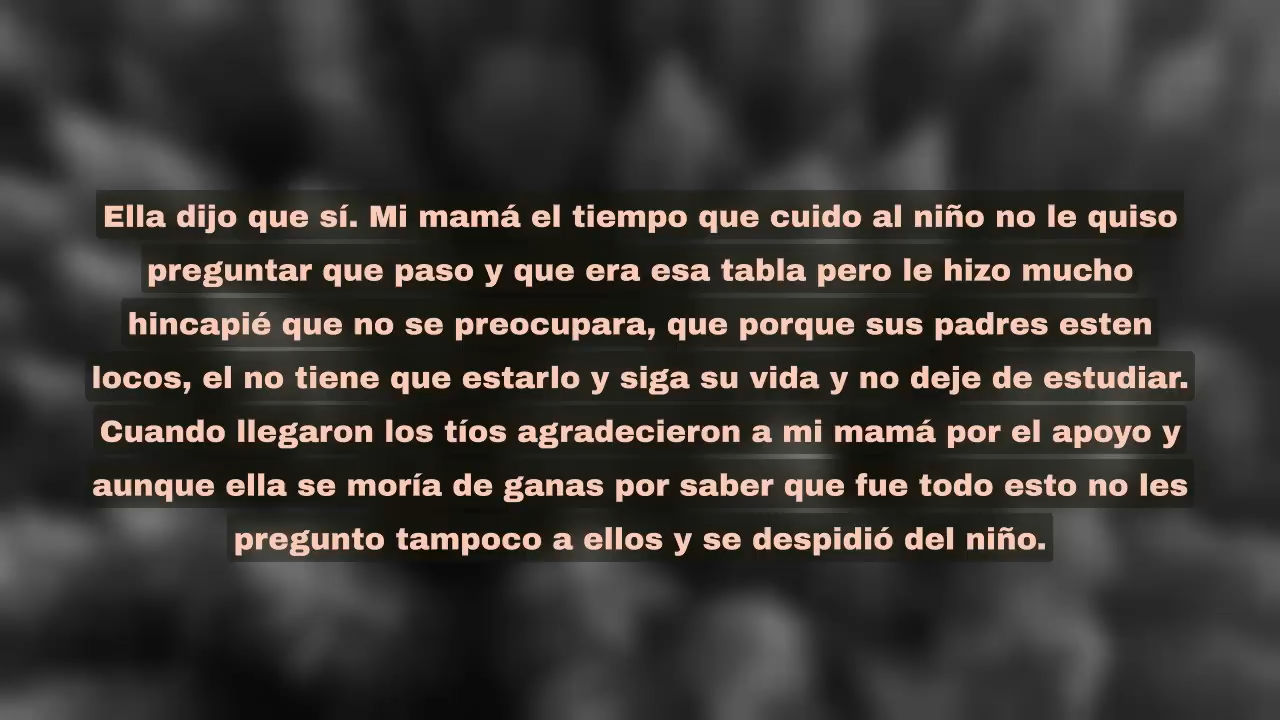 Ella dijo que sí. Mi mamá el tiempo que cuido al niño no le quiso
preguntar que paso y que era esa tabla pero le hizo mucho
hincapié que no se preocupara, que porque sus padres esten
locos, el no tiene que estarlo y siga su vida y no deje de estudiar.
Cuando llegaron los tíos agradecieron a mi mamá por el apoyo y
aunque ella se moría de ganas por saber que fue todo esto no les
pregunto tampoco a ellos y se despidió del niño.